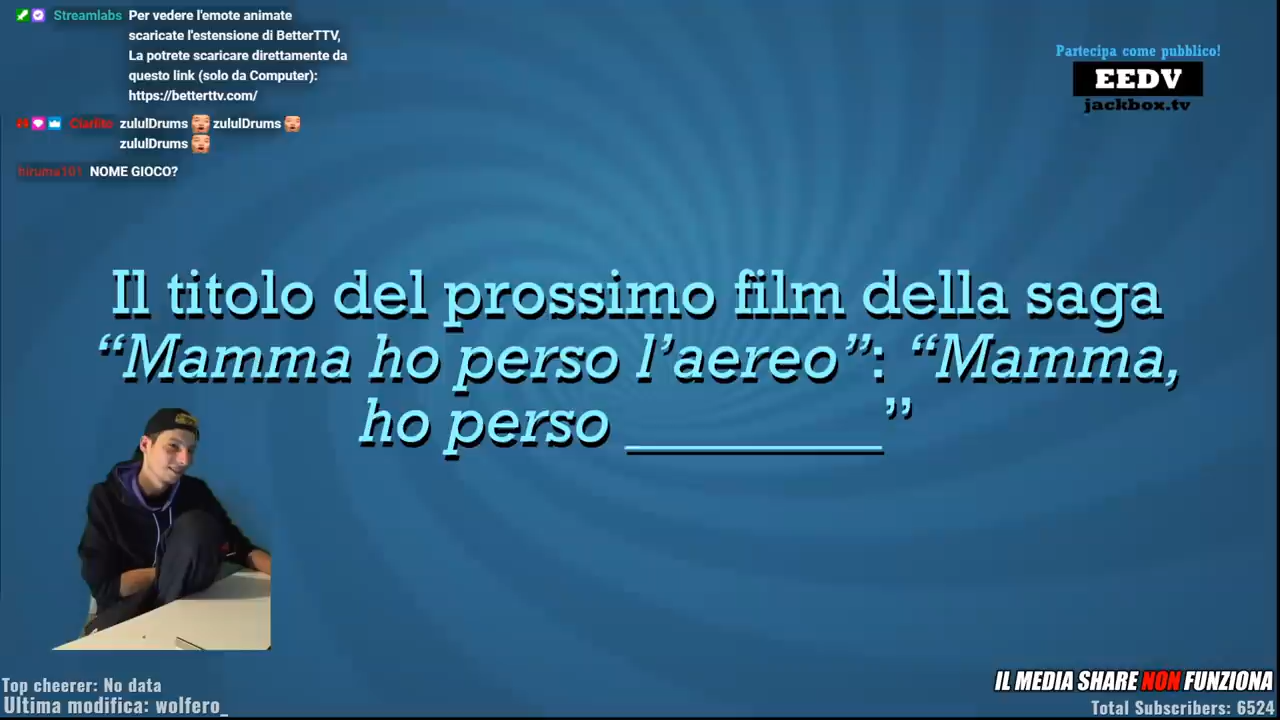 Streamlabs Per vedere l'emote animate
scaricate l'estensione di BetterTTV,
La potrete scaricare direttamente da
questo link (solo da Computer):
https://betterttv.com/
Clarlito zululDrums zululDrums
zululDrums
hiruma101 NOME GIOCO?
Partecipa come pubblico!
EEDV
jackbox.tv
Il titolo del prossimo film della saga
“Mamma ho perso l’aereo”: “Mamma,
ho perso ________”
Top cheerer: No data
Ultima modifica: wolfero_
IL MEDIA SHARE NON FUNZIONA
Total Subscribers: 6524